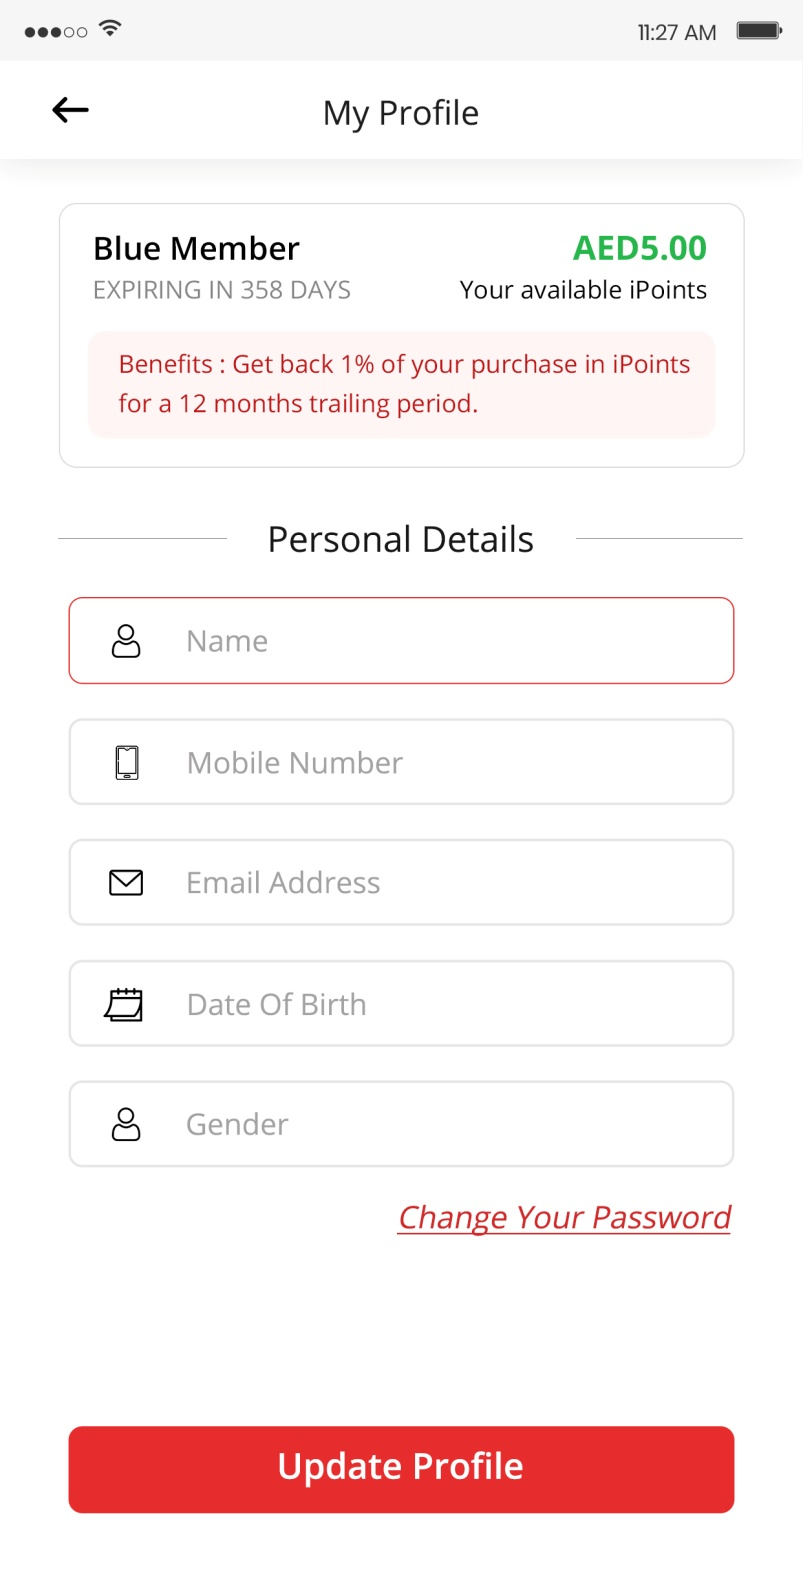 11:27 AM
My Profile
Blue Member
AED5.00
EXPIRING IN 358 DAYS
Your available iPoints
Benefits : Get back 1% of your purchase in iPoints
for a 12 months trailing period.
Personal Details
Name
Mobile Number
Email Address
Date Of Birth
Gender
Change Your Password
Update Profile